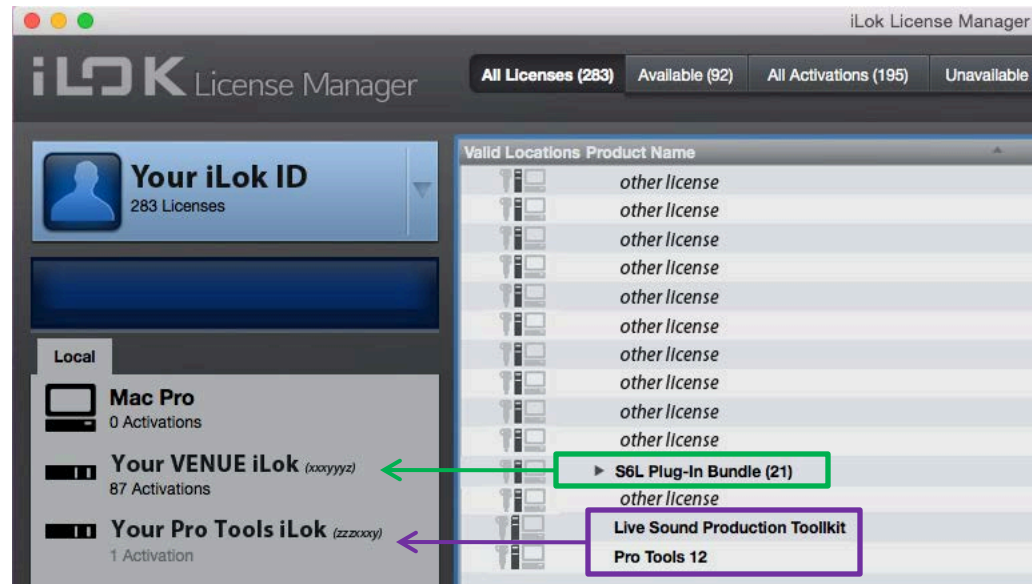 iLok License Manager
iLOK License Manager
All Licenses (283) Available (92) All Activations (195) Unavailable
Your iLok ID
283 Licenses
Valid Locations Product Name
other license
other license
other license
other license
other license
other license
other license
other license
other license
other license
S6L Plug-In Bundle (21)
other license
Live Sound Production Toollkit
Pro Tools 12
Local
Mac Pro
0 Activations
Your VENUE iLok (xxxyyyz)
87 Activations
Your Pro Tools iLok (zzzxxxy)
1 Activation